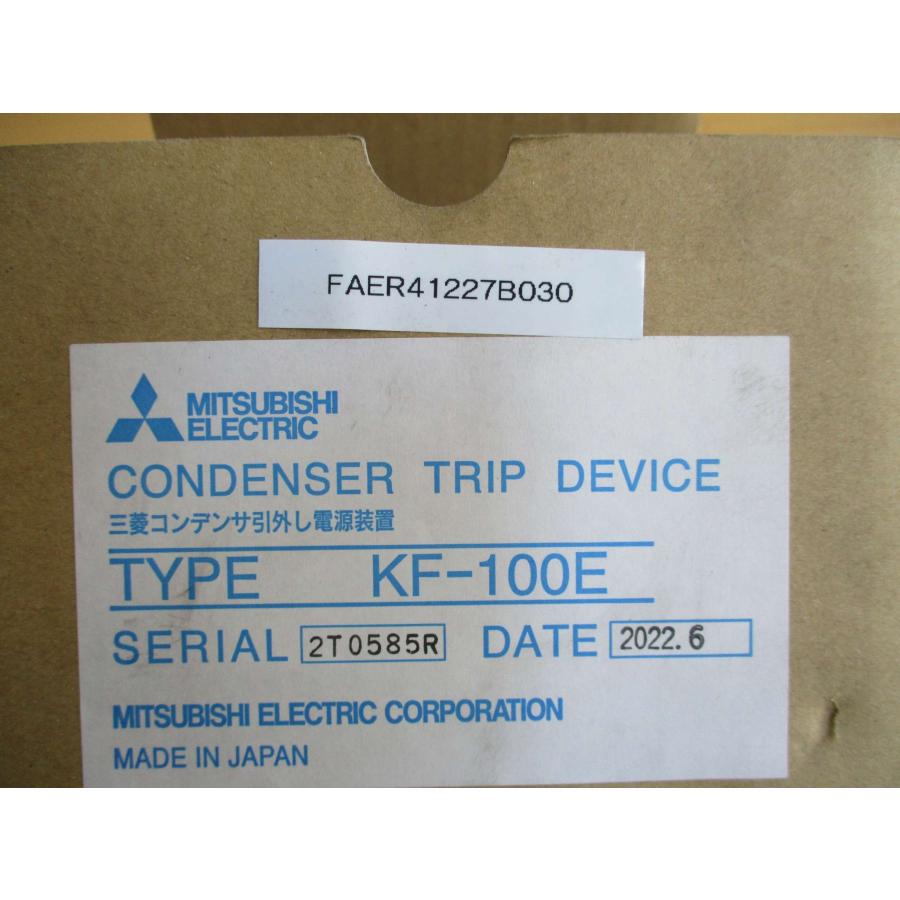 FAER41227B030
MITSUBISHI
ELECTRIC
CONDENSER TRIP DEVICE
三菱コンデンサ引外し電源装置
TYPE KF-100E
SERIAL 2T0585R DATE 2022.6
MITSUBISHI ELECTRIC CORPORATION
MADE IN JAPAN